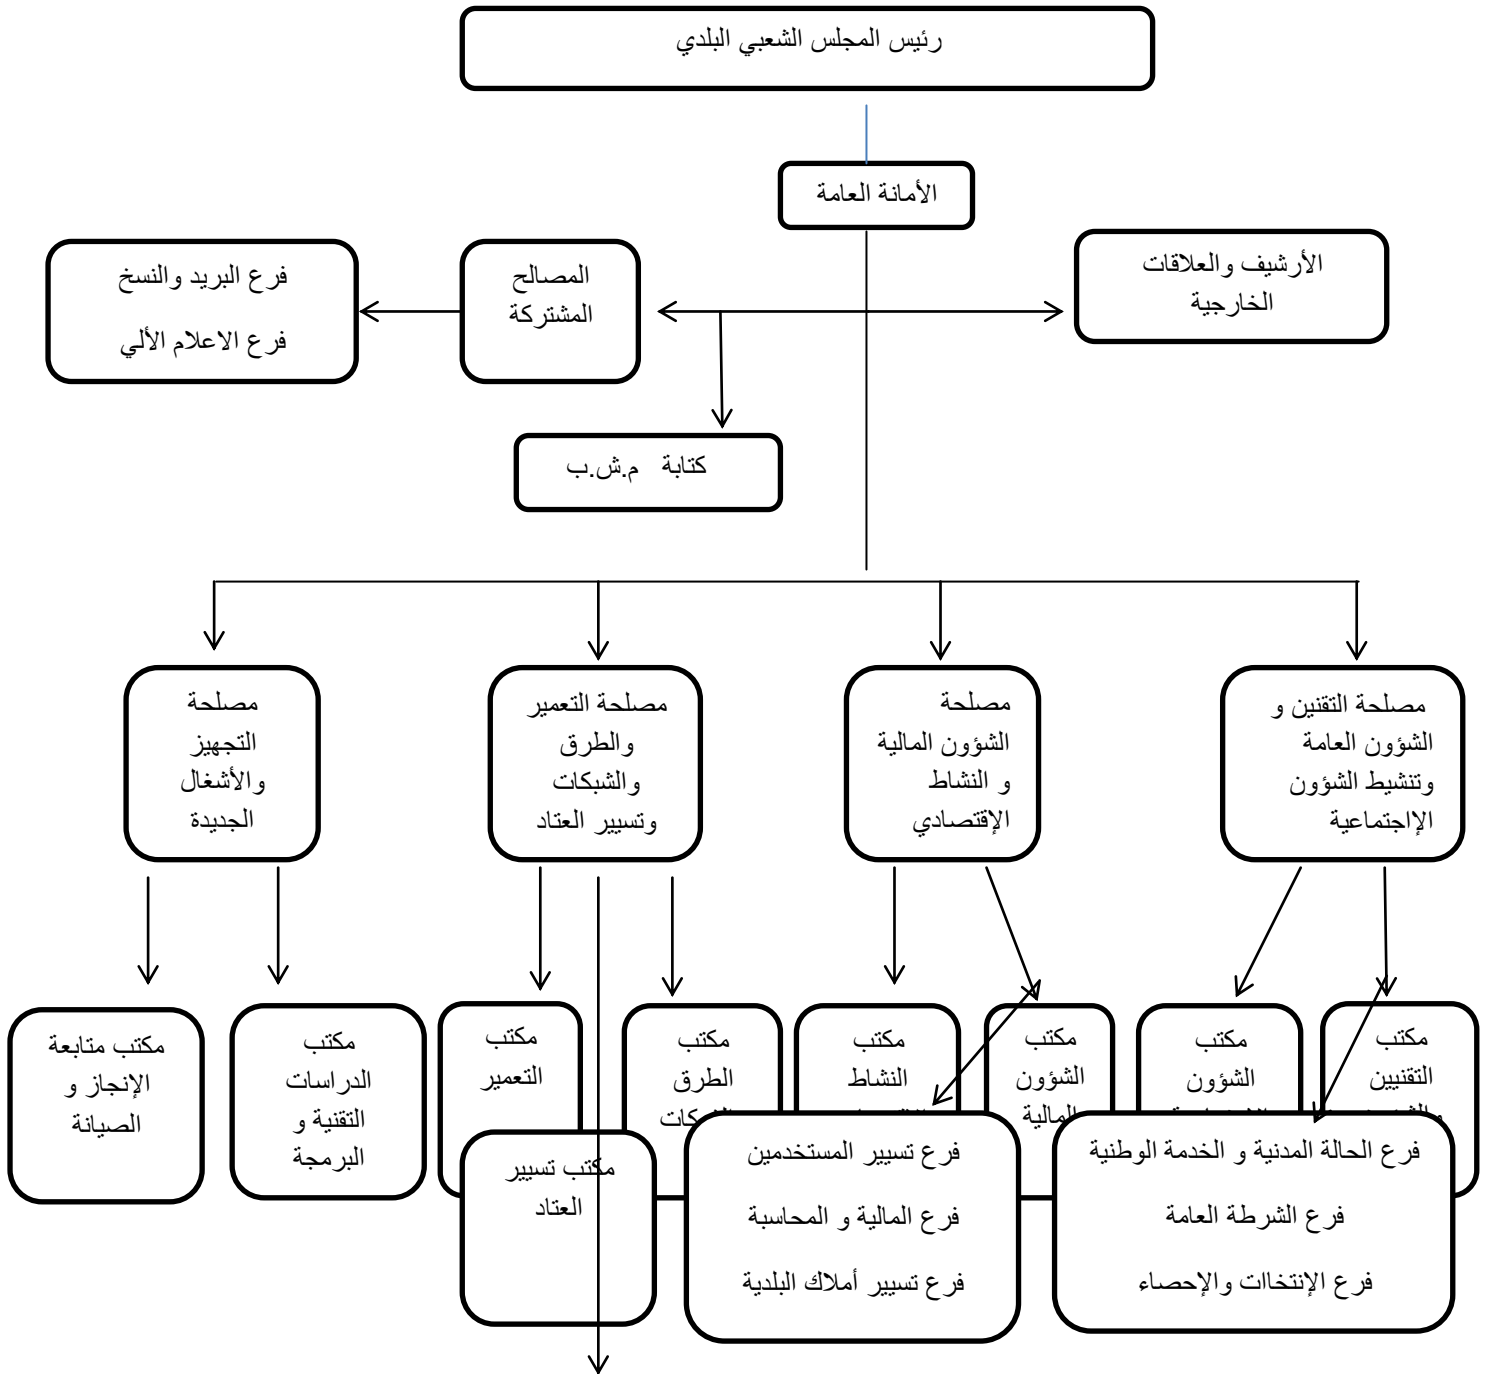 رئيس المجلس الشعبي البلدي
الأمانة العامة
الأرشيف والعلاقات
الخارجية
المصالح
المشتركة
فرع البريد والنسخ
فرع الاعلام الألي
كتابة م.ش.ب
مصلحة التقنين و
الشؤون العامة
وتنشيط الشؤون
الإاجتماعية
مصلحة
الشؤون المالية
و النشاط
الإقتصادي
مصلحة التعمير
والطرق
والشبكات
وتسيير العتاد
مصلحة
التجهيز
والأشغال
الجديدة
مكتب
التقنيين
مكتب
الشؤون
مكتب
الشؤون
المالية
مكتب
النشاط
مكتب
الطرق
مكتب
التعمير
مكتب
الدراسات
التقنية و
البرمجة
مكتب متابعة
الإنجاز و
الصيانة
فرع الحالة المدنية و الخدمة الوطنية
فرع الشرطة العامة
فرع الإنتخاات والإحصاء
فرع تسيير المستخدمين
فرع المالية و المحاسبة
فرع تسيير أملاك البلدية
مكتب تسيير
العتاد